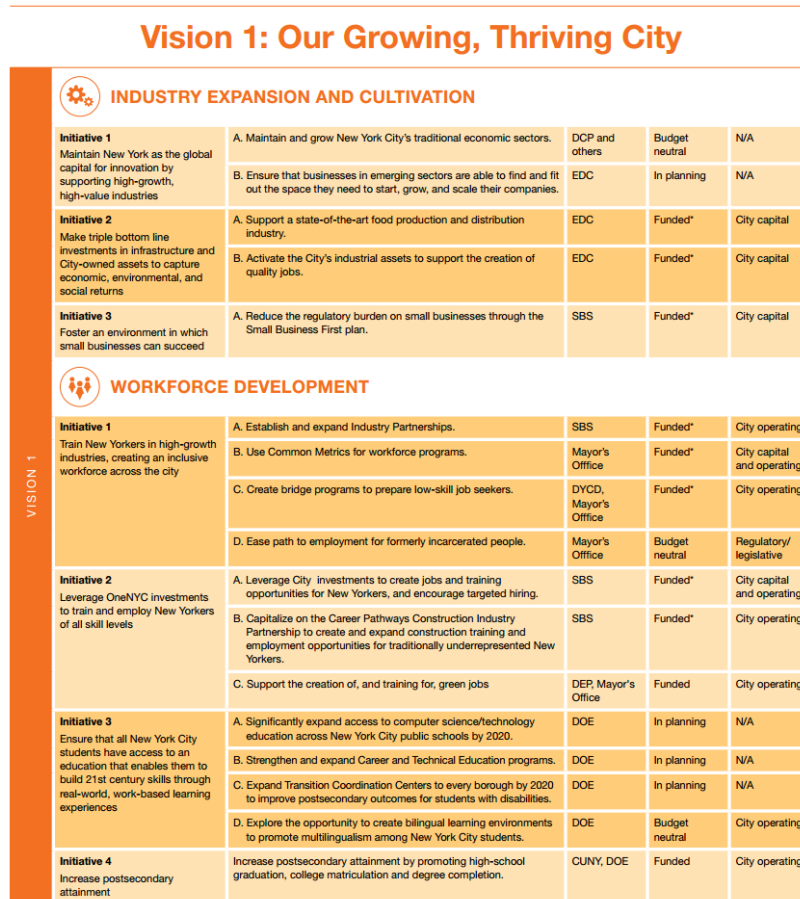 Vision 1: Our Growing, Thriving City
INDUSTRY EXPANSION AND CULTIVATION
Initiative 1
Maintain New York as the global
capital for innovation by
supporting high-growth,
high-value industries
A. Maintain and grow New York City's traditional economic sectors.
DCP and
others
Budget
neutral
N/A
B. Ensure that businesses in emerging sectors are able to find and fit
out the space they need to start, grow, and scale their companies.
EDC
In planning
N/A
Initiative 2
Make triple bottom line
investments in infrastructure and
City-owned assets to capture
economic, environmental, and
social returns
A. Support a state-of-the-art food production and distribution
industry.
EDC
Funded*
City capital
B. Activate the City's industrial assets to support the creation of
quality jobs.
EDC
Funded*
City capital
Initiative 3
Foster an environment in which
small businesses can succeed
A. Reduce the regulatory burden on small businesses through the
Small Business First plan.
SBS
Funded*
City capital
WORKFORCE DEVELOPMENT
Initiative 1
Train New Yorkers in high-growth
industries, creating an inclusive
workforce across the city
A. Establish and expand Industry Partnerships.
SBS
Funded*
City operating
B. Use Common Metrics for workforce programs.
Mayor's
Offfice
Funded*
City capital
and operating
C. Create bridge programs to prepare low-skill job seekers.
DYCD,
Mayor's
Offfice
Funded*
City operating
D. Ease path to employment for formerly incarcerated people.
Mayor's
Office
Budget
neutral
Regulatory/
legislative
Initiative 2
Leverage OneNYC investments
to train and employ New Yorkers
of all skill levels
A. Leverage City investments to create jobs and training
opportunities for New Yorkers, and encourage targeted hiring.
SBS
Funded*
City capital
and operating
B. Capitalize on the Career Pathways Construction Industry
Partnership to create and expand construction training and
employment opportunities for traditionally underrepresented New
Yorkers.
SBS
Funded*
City operating
C. Support the creation of, and training for, green jobs
DEP, Mayor's
Office
Funded
City operating
Initiative 3
Ensure that all New York City
students have access to an
education that enables them to
build 21st century skills through
real-world, work-based learning
experiences
A. Significantly expand access to computer science/technology
education across New York City public schools by 2020.
DOE
In planning
N/A
B. Strengthen and expand Career and Technical Education programs.
DOE
In planning
N/A
C. Expand Transition Coordination Centers to every borough by 2020
to improve postsecondary outcomes for students with disabilities.
DOE
In planning
N/A
D. Explore the opportunity to create bilingual learning environments
to promote multilingualism among New York City students.
DOE
Budget
neutral
City operating
Initiative 4
Increase postsecondary
attainment
Increase postsecondary attainment by promoting high-school
graduation, college matriculation and degree completion.
CUNY, DOE
Funded
City operating
VISION 1